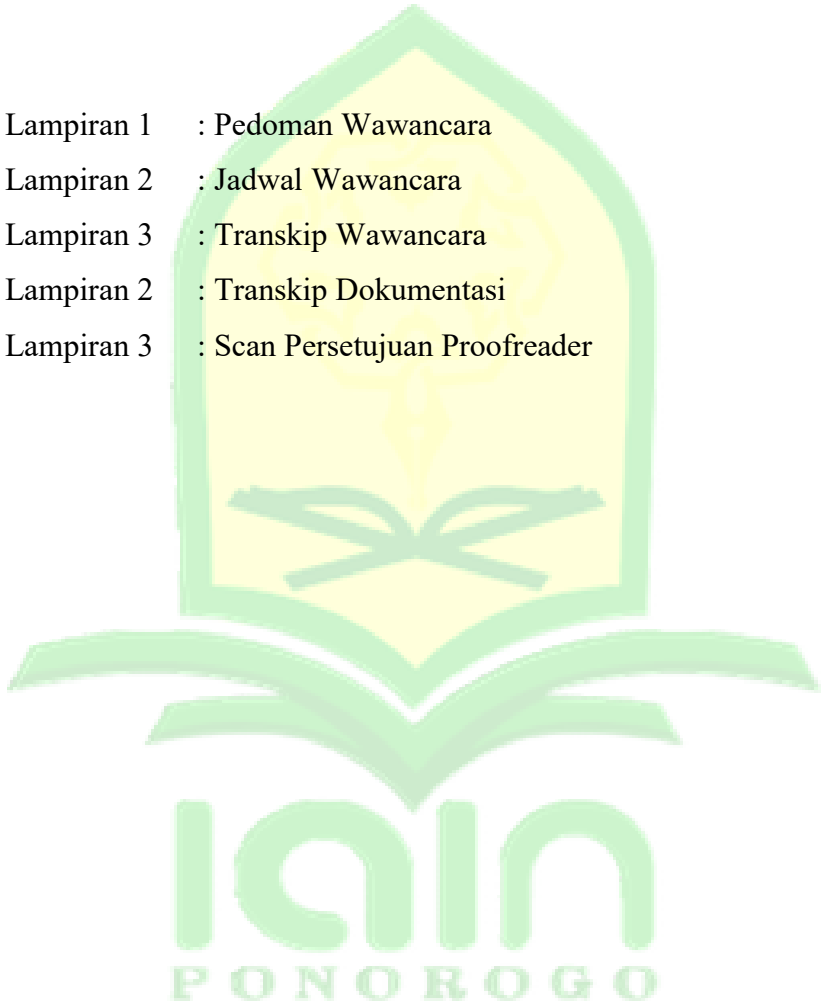 Lampiran 1 : Pedoman Wawancara
Lampiran 2 : Jadwal Wawancara
Lampiran 3 : Transkip Wawancara
Lampiran 2 : Transkip Dokumentasi
Lampiran 3 : Scan Persetujuan Proofreader
iain
PONOROGO